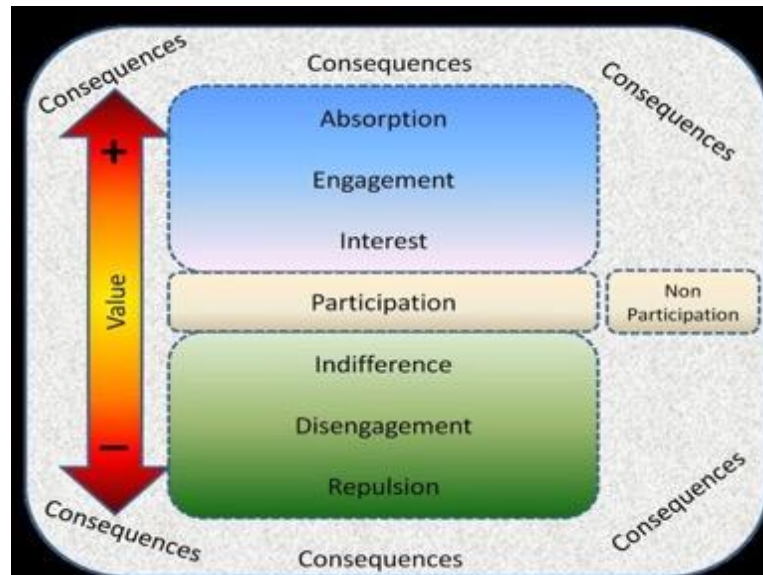 Consequences
Consequences
Consequences
+
Absorption
Engagement
Interest
Value
Participation
Non
Participation
Indifference
Disengagement
Repulsion
–
Consequences
Consequences
Consequences